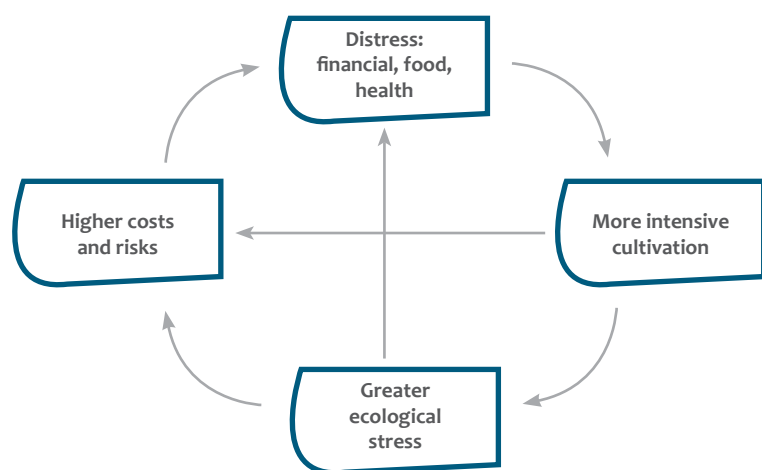 Distress:
financial, food,
health
Higher costs
and risks
More intensive
cultivation
Greater
ecological
stress